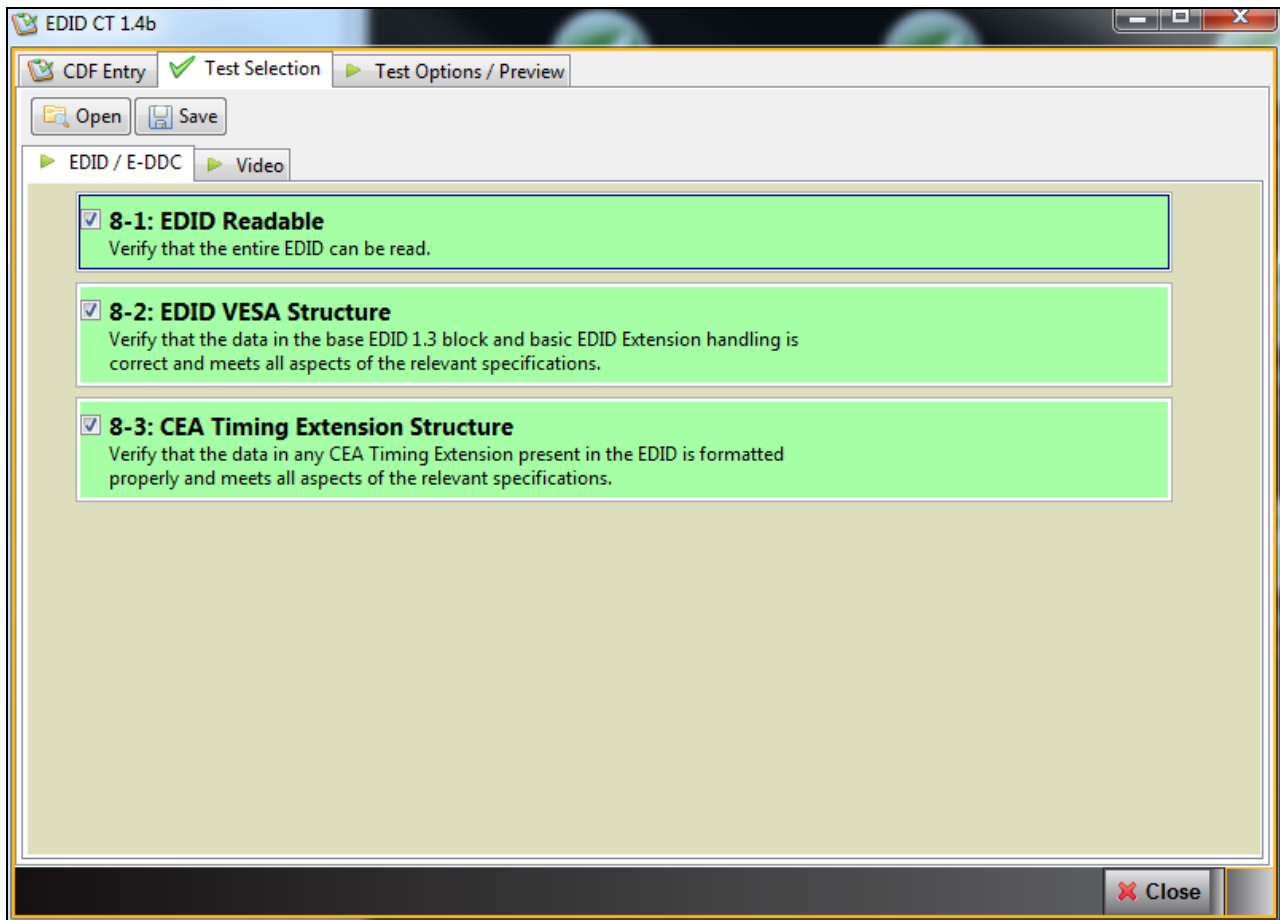 EDID CT 1.4b
CDF Entry Test Selection Test Options / Preview
Open Save
EDID / E-DDC Video
8-1: EDID Readable
Verify that the entire EDID can be read.
8-2: EDID VESA Structure
Verify that the data in the base EDID 1.3 block and basic EDID Extension handling is
correct and meets all aspects of the relevant specifications.
8-3: CEA Timing Extension Structure
Verify that the data in any CEA Timing Extension present in the EDID is formatted
properly and meets all aspects of the relevant specifications.
Close